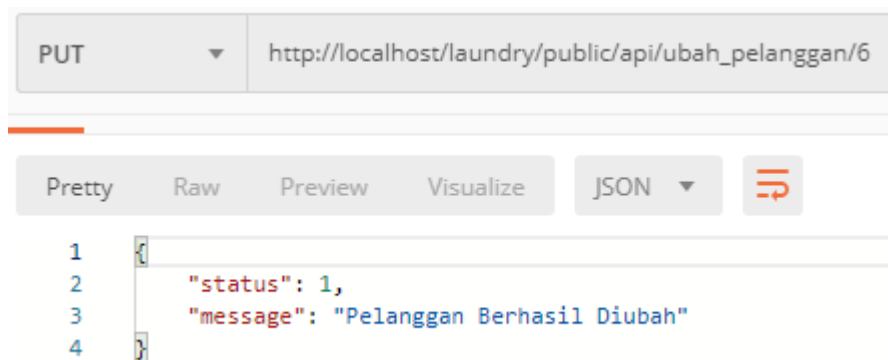 PUT http://localhost/laundry/public/api/ubah_pelanggan/6
Pretty Raw Preview Visualize JSON
1 {
2 "status": 1,
3 "message": "Pelanggan Berhasil Diubah"
4 }